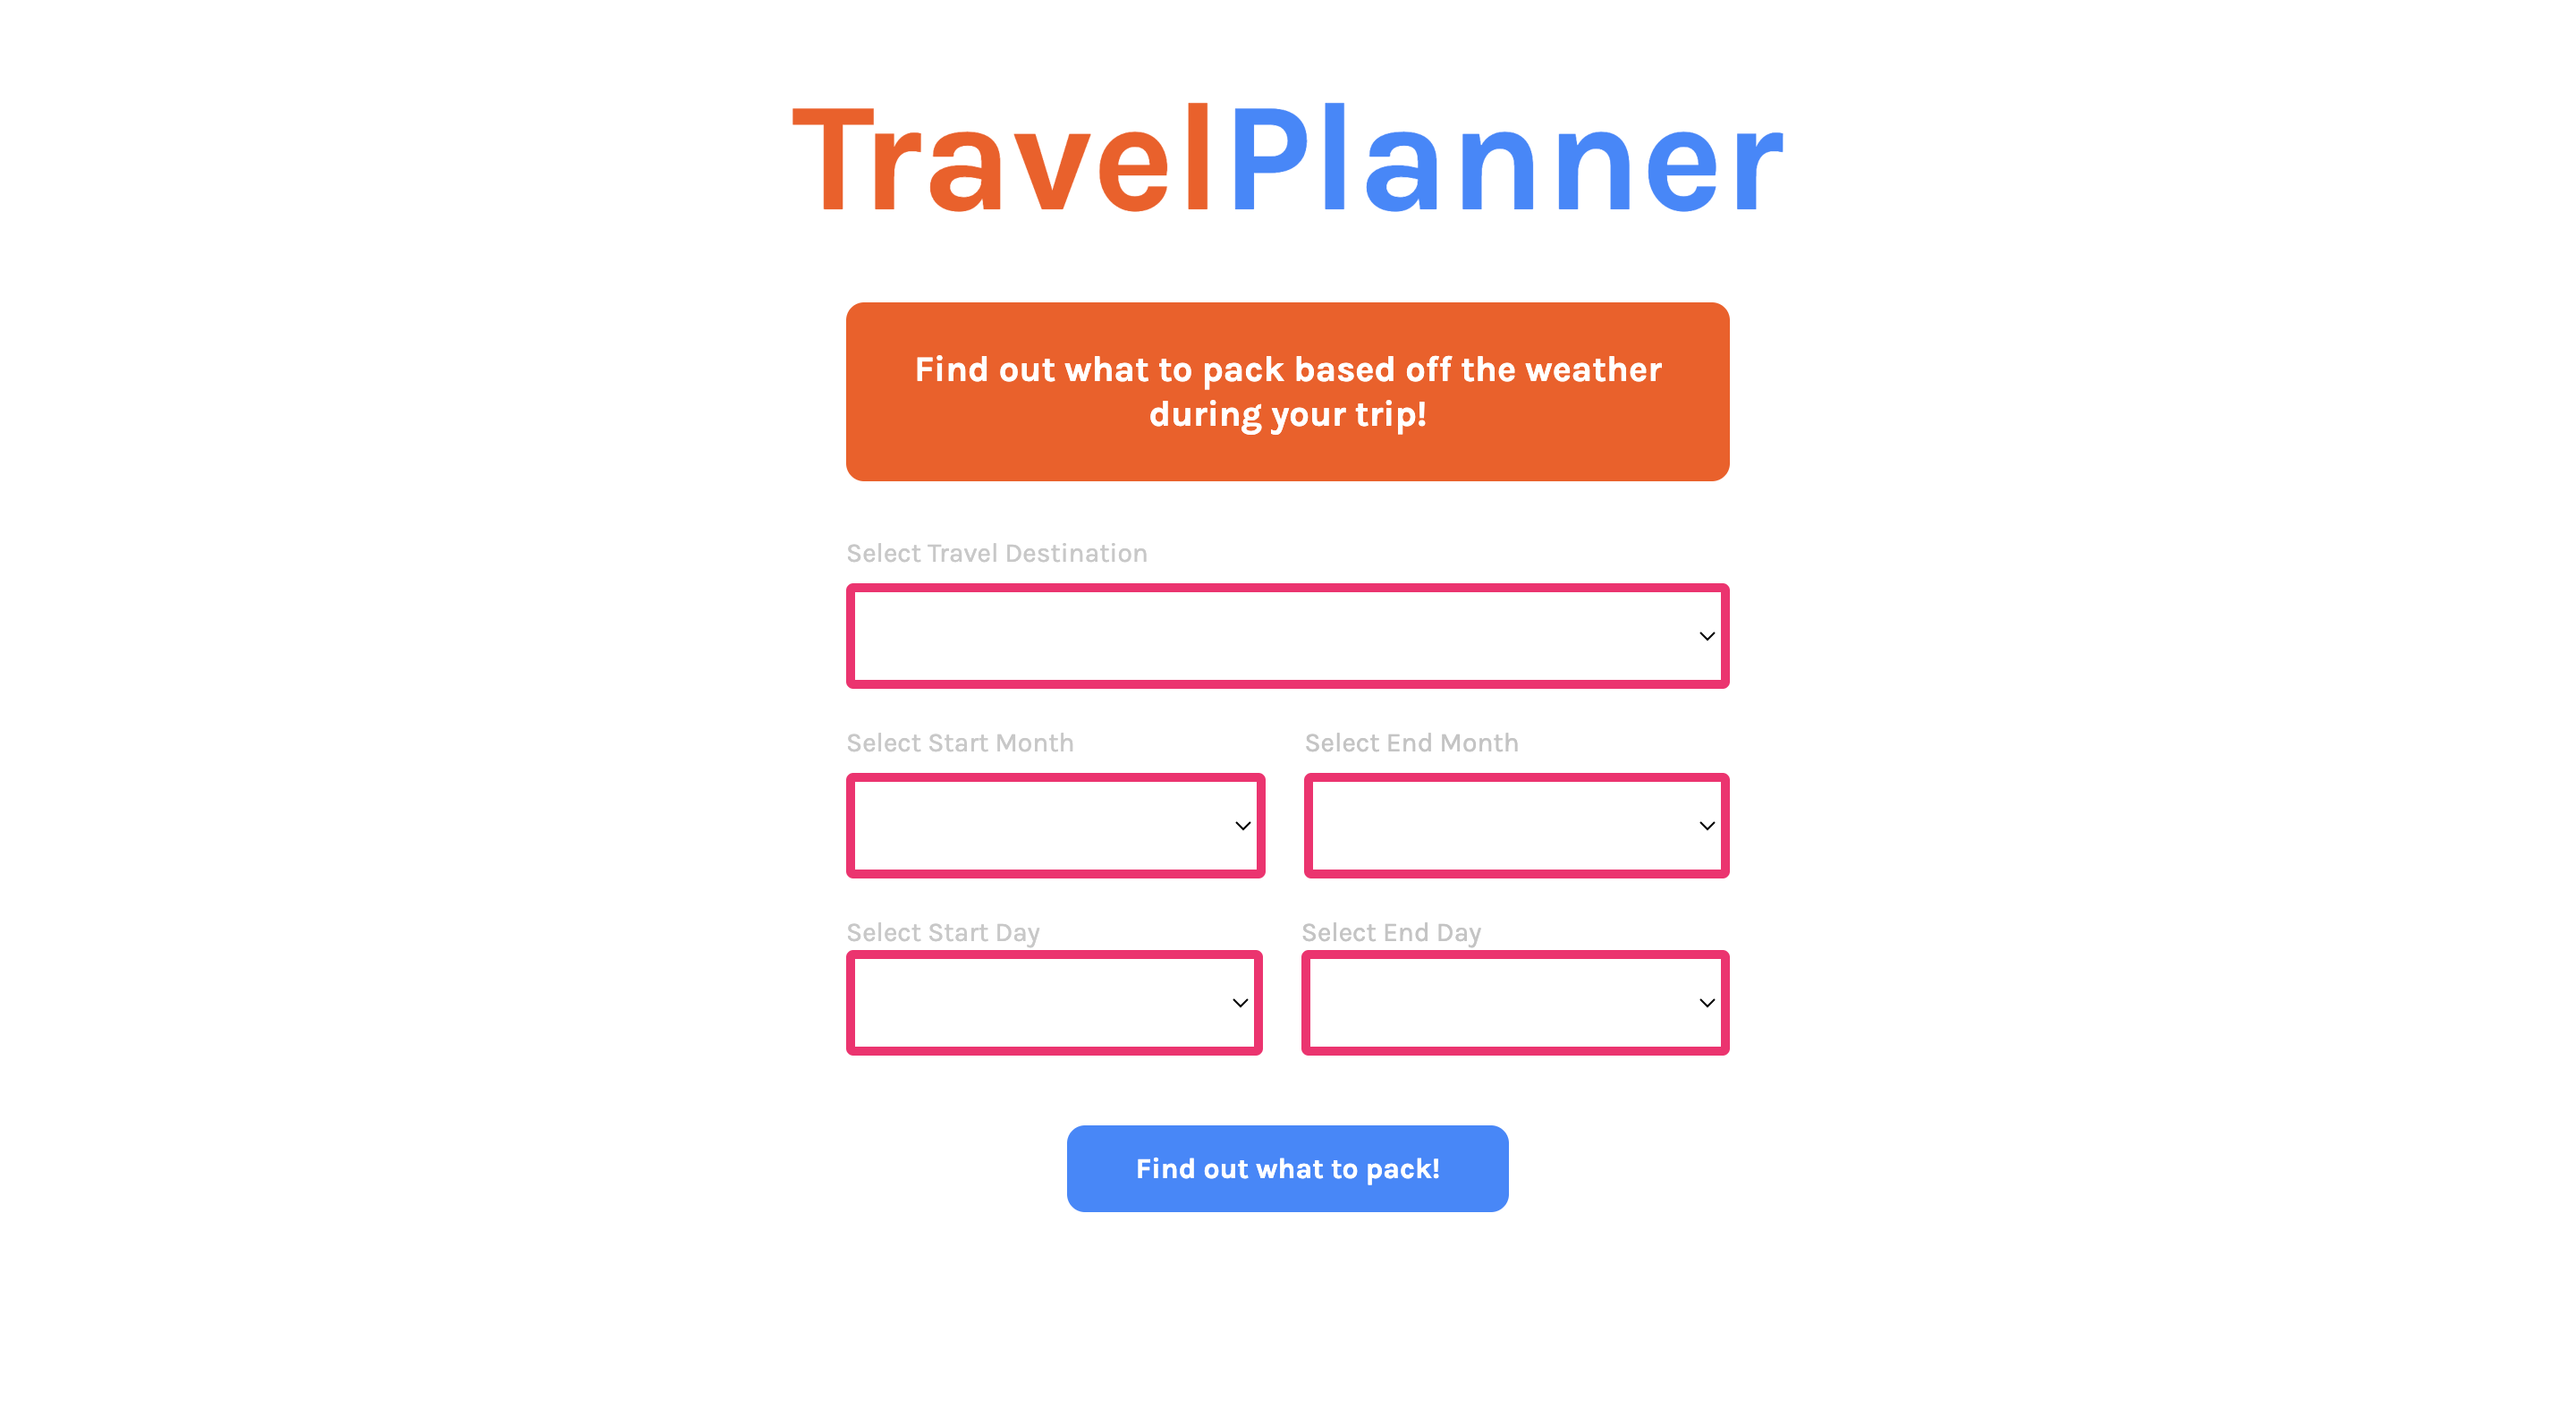 TravelPlanner
Find out what to pack based off the weather
during your trip!
Select Travel Destination
Select Start Month
Select End Month
Select Start Day
Select End Day
Find out what to pack!